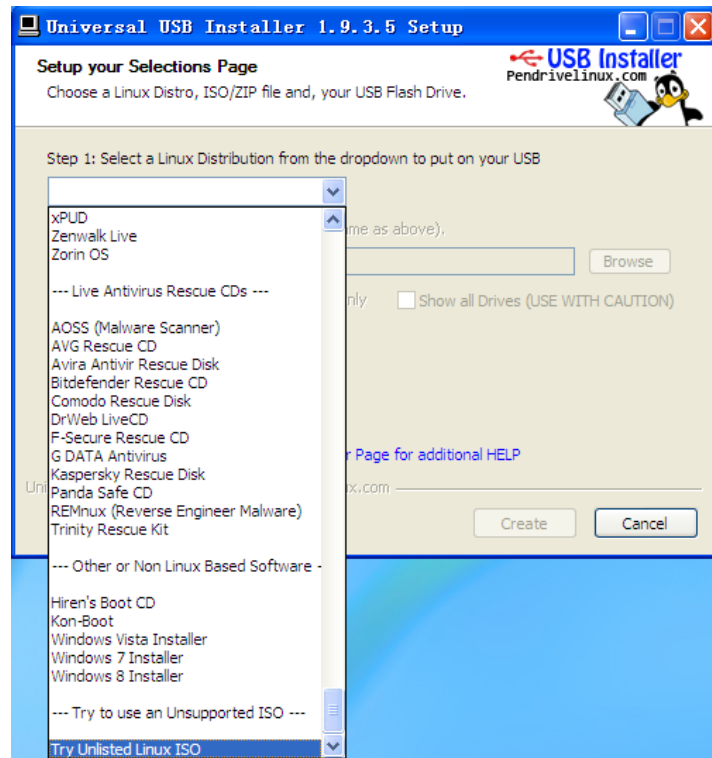 Universal USB Installer 1.9.3.5 Setup
Setup your Selections Page
Choose a Linux Distro, ISO/ZIP file and, your USB Flash Drive.
USB Installer
Pendrivelinux.com
Step 1: Select a Linux Distribution from the dropdown to put on your USB
xPUD
Zenwalk Live
Zorin OS
as above).
Browse
--- Live Antivirus Rescue CDs ---
Show all Drives (USE WITH CAUTION)
AOSS (Malware Scanner)
AVG Rescue CD
Avira Antivir Rescue Disk
Bitdefender Rescue CD
Comodo Rescue Disk
DrWeb LiveCD
F-Secure Rescue CD
G DATA Antivirus
Page for additional HELP
Kaspersky Rescue Disk
Panda Safe CD
REMnux (Reverse Engineer Malware)
Trinity Rescue Kit
Create
Cancel
--- Other or Non Linux Based Software -
Hiren's Boot CD
Kon-Boot
Windows Vista Installer
Windows 7 Installer
Windows 8 Installer
--- Try to use an Unsupported ISO ---
Try Unlisted Linux ISO